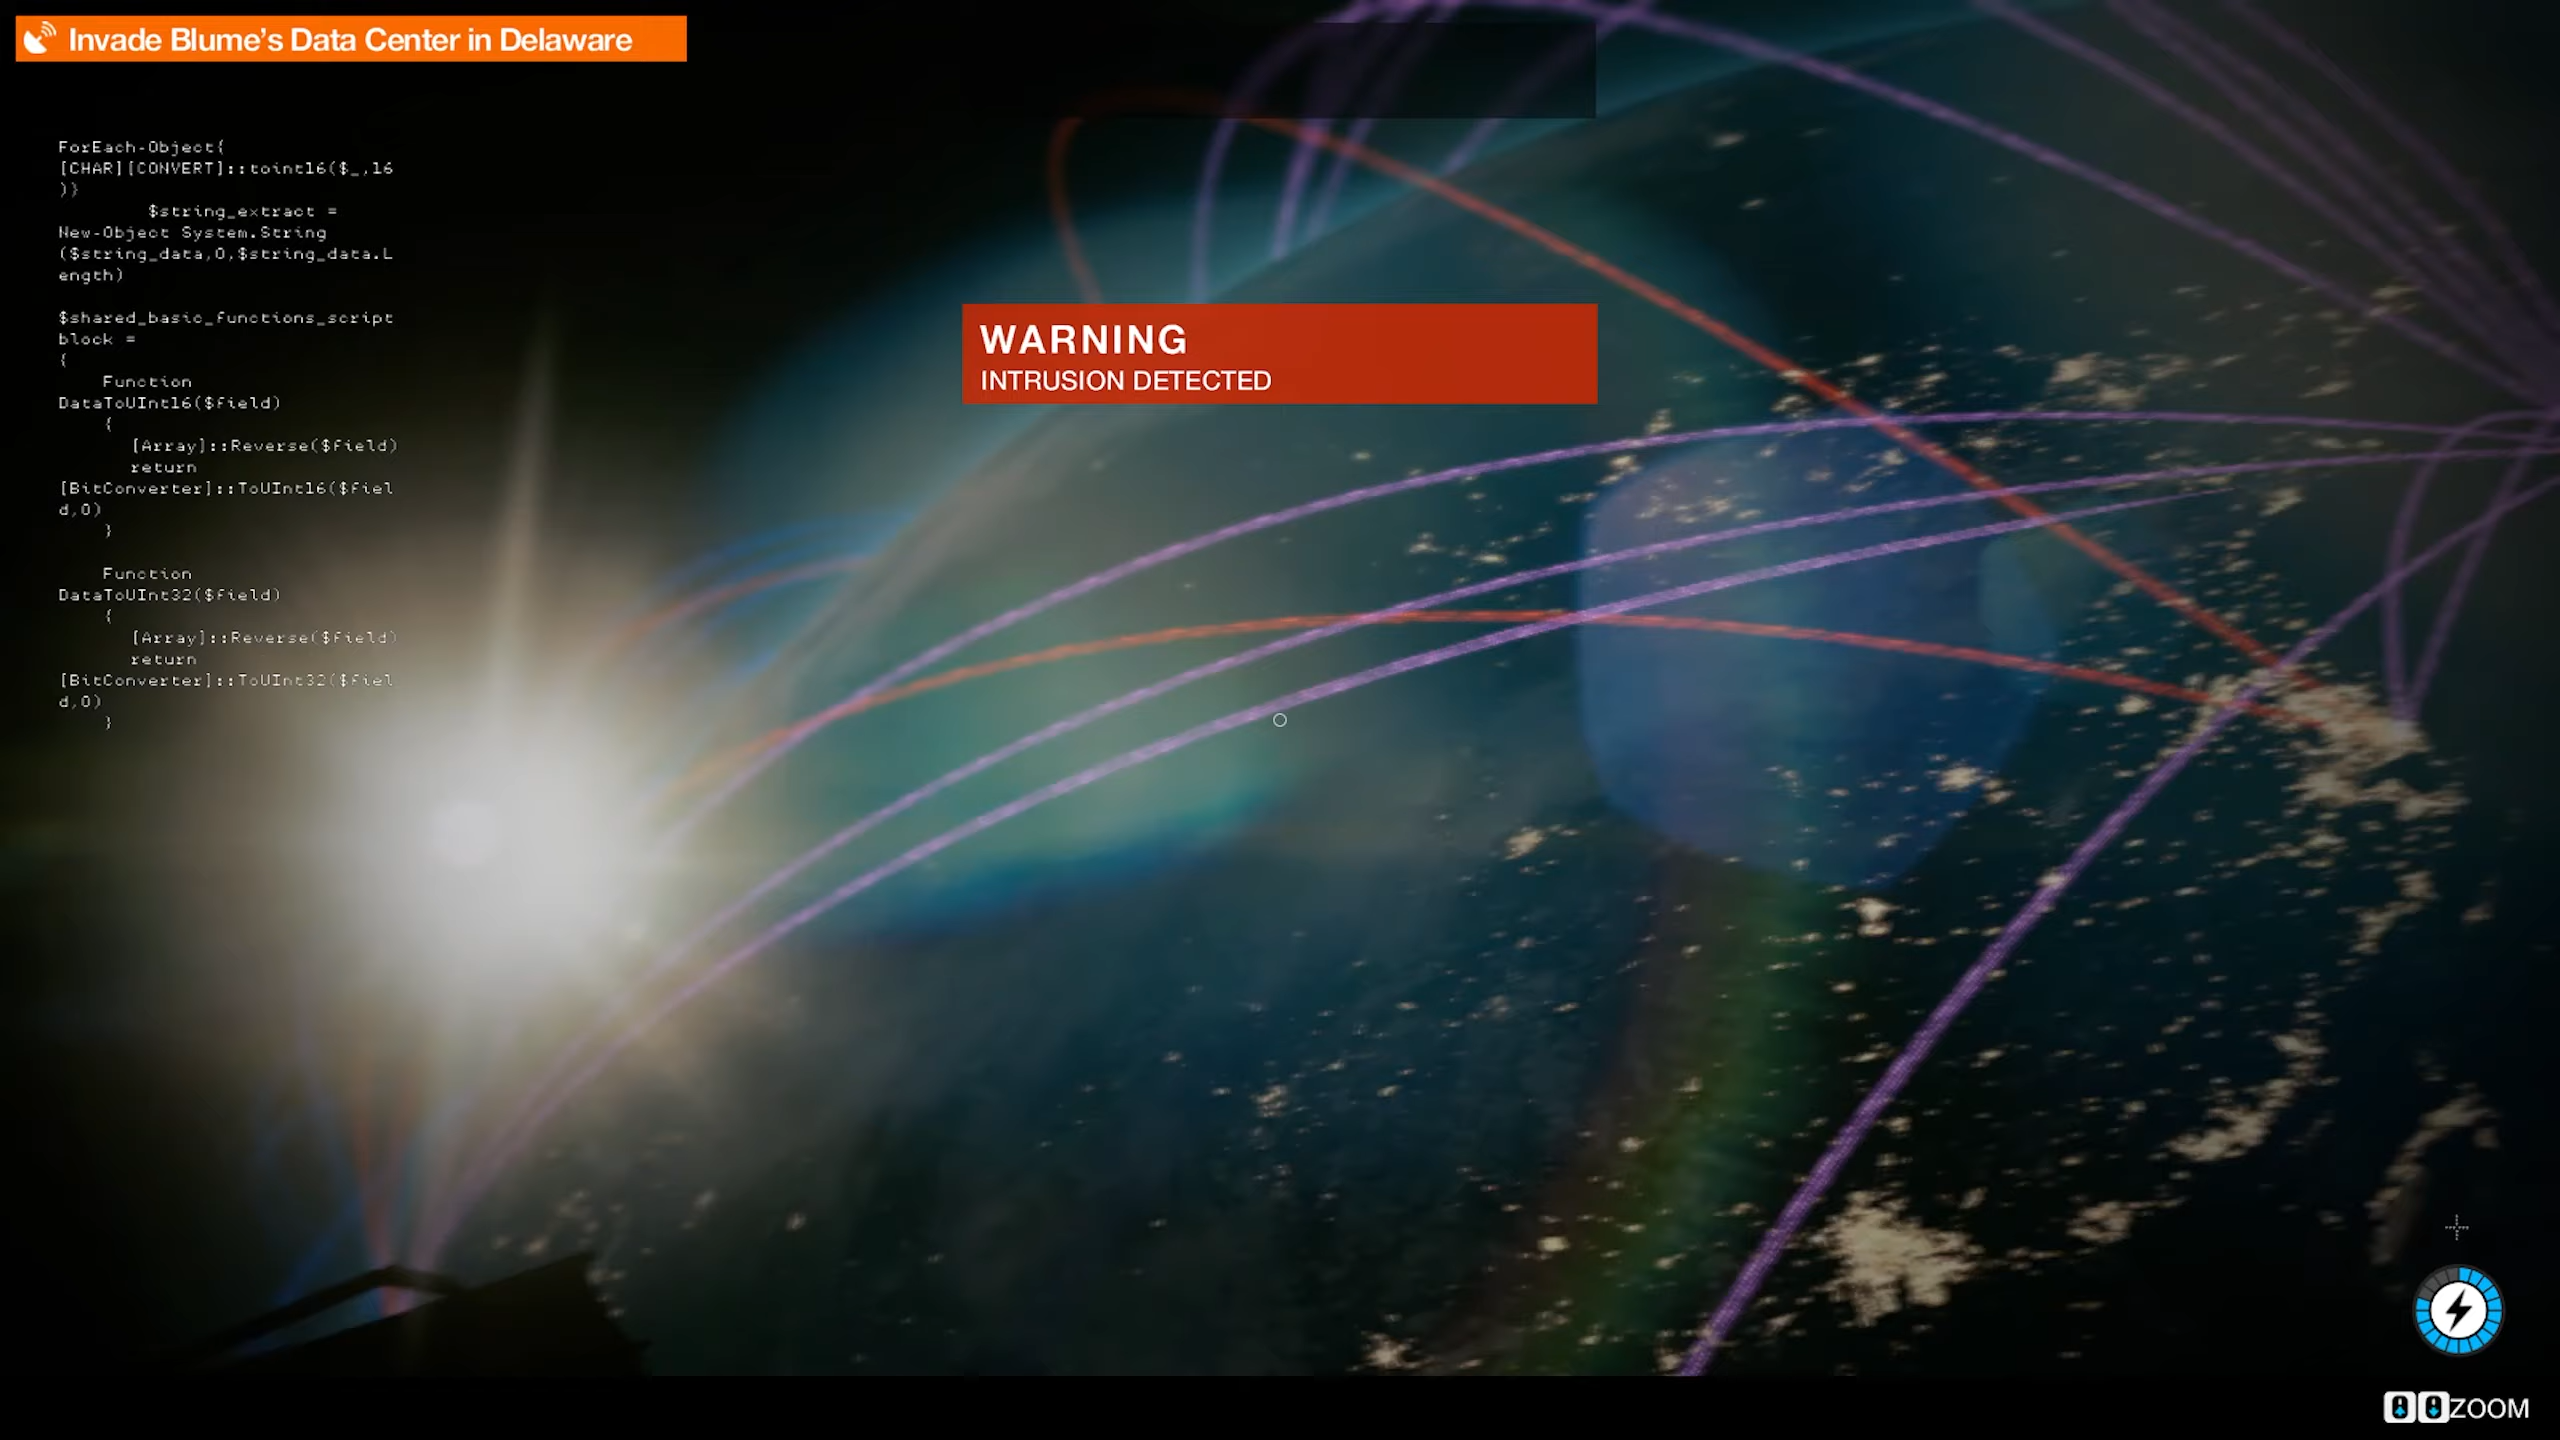 Invade Blume's Data Center in Delaware
ForEach-Object{
[CHAR][CONVERT]::toint16($_,16
)}
$string_extract =
New-Object System.String
($string_data,0,$string_data.L
ength)
$shared_basic_functions_script
block =
{
Function
DataToUInt16($field)
{
[Array]::Reverse($field)
return
[BitConverter]::ToUInt16($fiel
d,0)
}
Function
DataToUInt32($field)
{
[Array]::Reverse($field)
return
[BitConverter]::ToUInt32($fiel
d,0)
}
WARNING
INTRUSION DETECTED
ZOOM